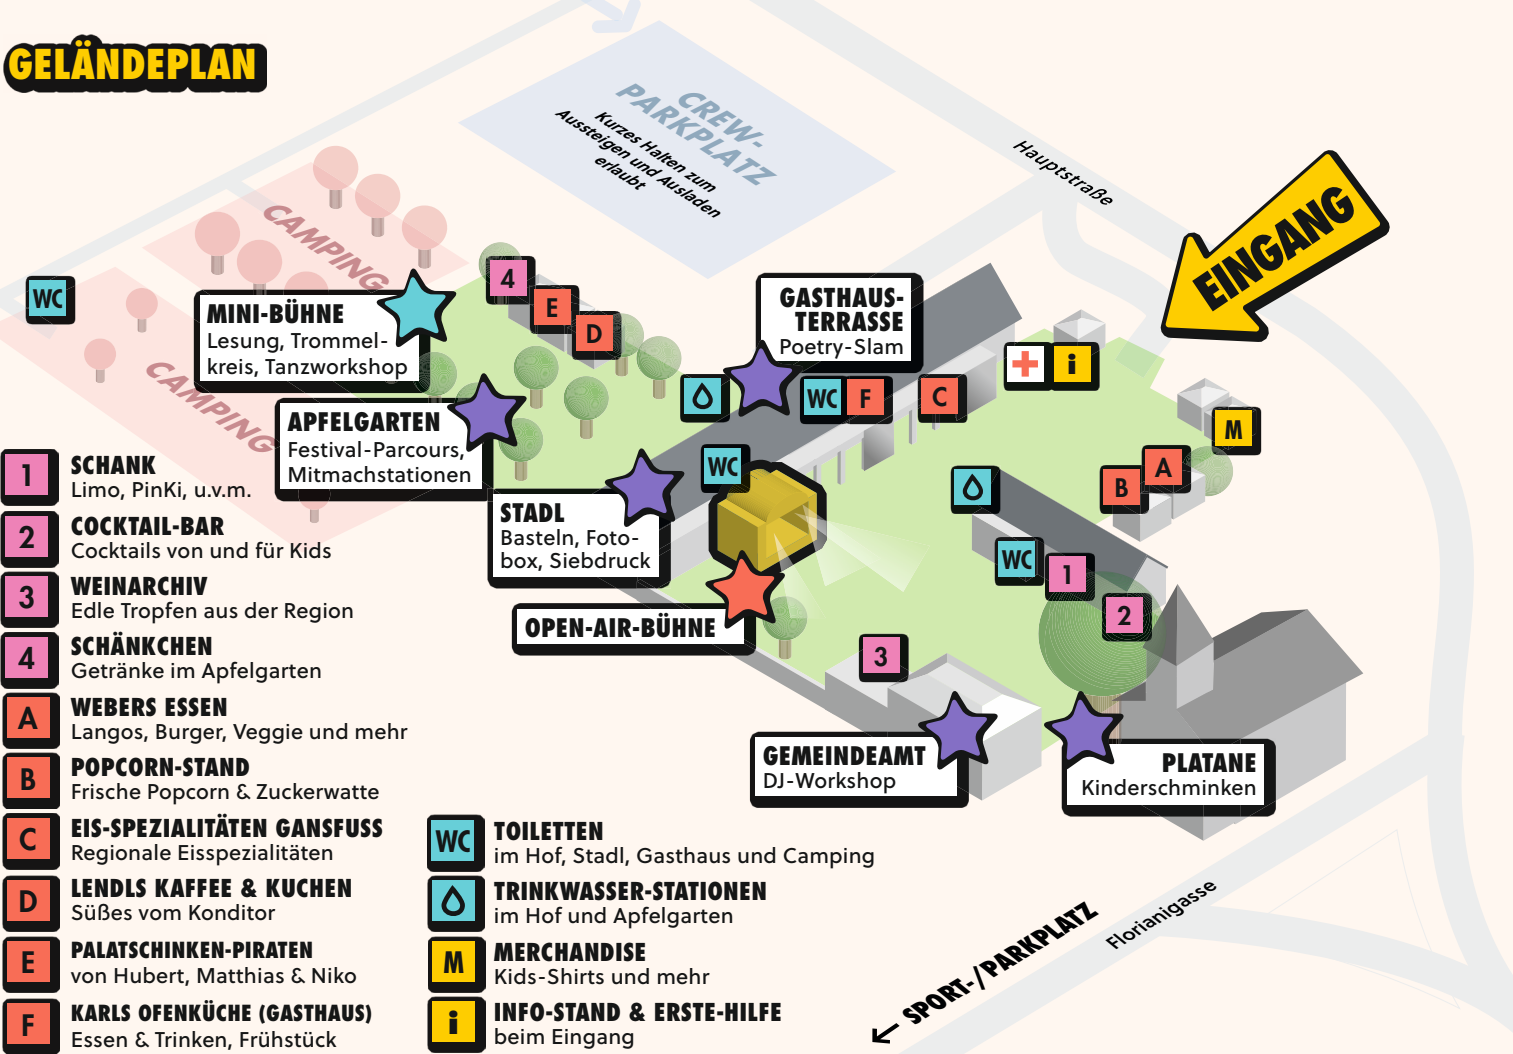 GELÄNDEPLAN
CREW-
PARKPLATZ
Kurzes Halten zum
Aussteigen und Ausladen
erlaubt
Hauptstraße
EINGANG
CAMPING
CAMPING
WC
MINI-BÜHNE
Lesung, Trommel-
kreis, Tanzworkshop
4
E
D
GASTHAUS-
TERRASSE
Poetry-Slam
WC
F
C
i
M
A
B
APFELGARTEN
Festival-Parcours,
Mitmachstationen
WC
STADL
Basteln, Foto-
box, Siebdruck
OPEN-AIR-BÜHNE
WC
1
2
3
GEMEINDEAMT
DJ-Workshop
PLATANE
Kinderschminken
1
SCHANK
Limo, PinKi, u.v.m.
2
COCKTAIL-BAR
Cocktails von und für Kids
3
WEINARCHIV
Edle Tropfen aus der Region
4
SCHÄNKCHEN
Getränke im Apfelgarten
A
WEBERS ESSEN
Langos, Burger, Veggie und mehr
B
POPCORN-STAND
Frische Popcorn & Zuckerwatte
C
EIS-SPEZIALITÄTEN GANSFUSS
Regionale Eisspezialitäten
D
LENDLS KAFFEE & KUCHEN
Süßes vom Konditor
E
PALATSCHINKEN-PIRATEN
von Hubert, Matthias & Niko
F
KARLS OFENKÜCHE (GASTHAUS)
Essen & Trinken, Frühstück
WC
TOILETTEN
im Hof, Stadl, Gasthaus und Camping
TRINKWASSER-STATIONEN
im Hof und Apfelgarten
M
MERCHANDISE
Kids-Shirts und mehr
i
INFO-STAND & ERSTE-HILFE
beim Eingang
← SPORT-/PARKPLATZ
Florianigasse